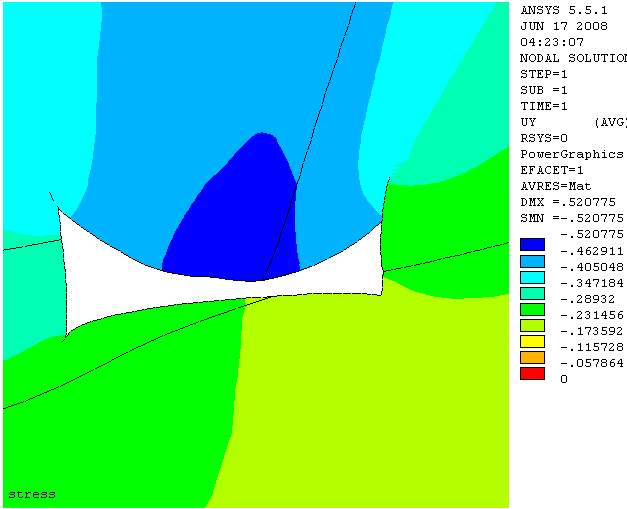 ANSYS 5.5.1
JUN 17 2008
04:23:07
NODAL SOLUTION
STEP=1
SUB =1
TIME=1
UY (AVG)
RSYS=0
PowerGraphics
EFACET=1
AVRES=Mat
DMX =.520775
SMN =-.520775
-.520775
-.462911
-.405048
-.347184
-.28932
-.231456
-.173592
-.115728
-.057864
0
stress